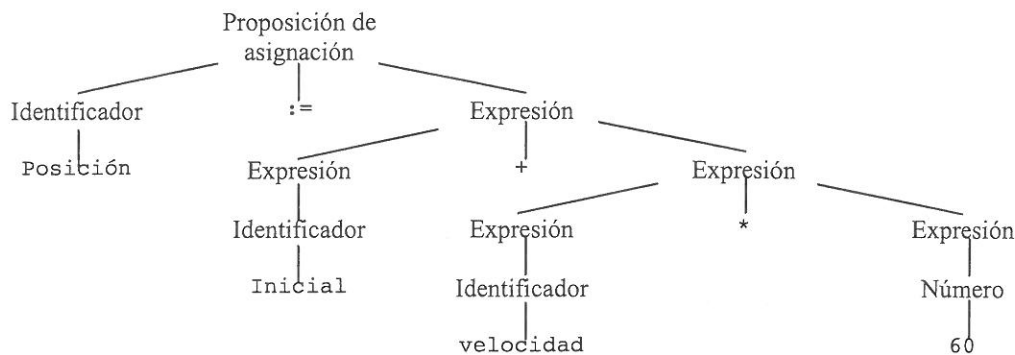 Proposición de
asignación
Identificador
:=
Expresión
Posición
Expresión
+
Expresión
Identificador
Expresión
*
Expresión
Inicial
Identificador
Número
velocidad
60